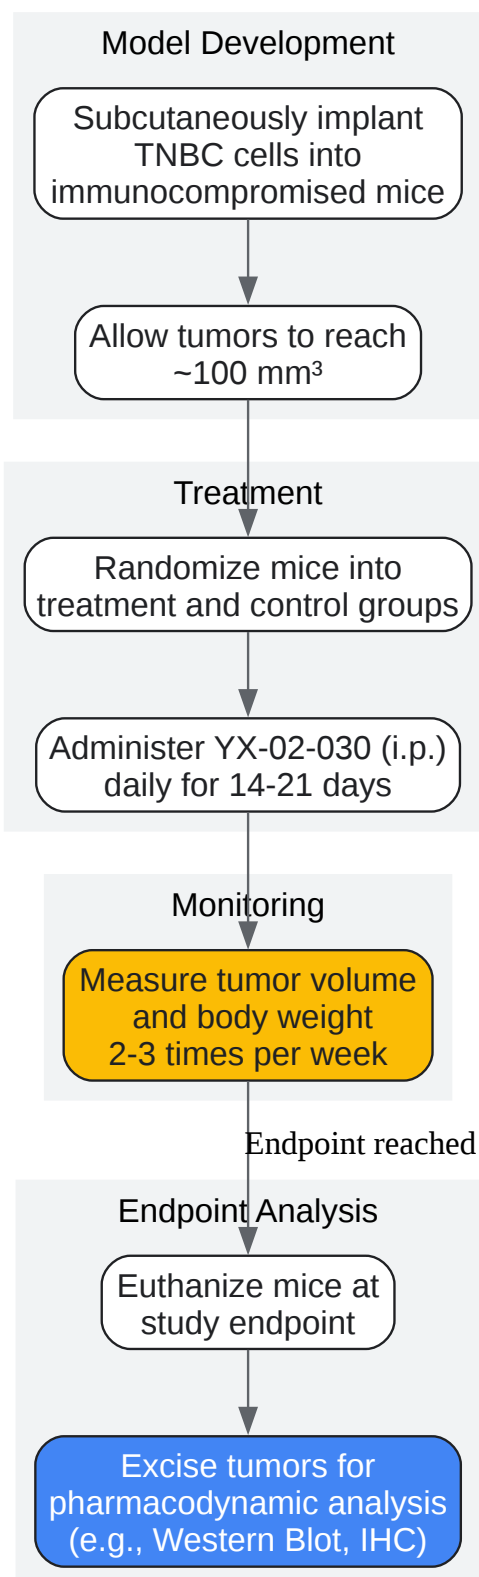 Model Development
Subcutaneously implant
TNBC cells into
immunocompromised mice
Allow tumors to reach
~100 mm³
Treatment
Randomize mice into
treatment and control groups
Administer YX-02-030 (i.p.)
daily for 14-21 days
Monitoring
Measure tumor volume
and body weight
2-3 times per week
Endpoint reached
Endpoint Analysis
Euthanize mice at
study endpoint
Excise tumors for
pharmacodynamic analysis
(e.g., Western Blot, IHC)